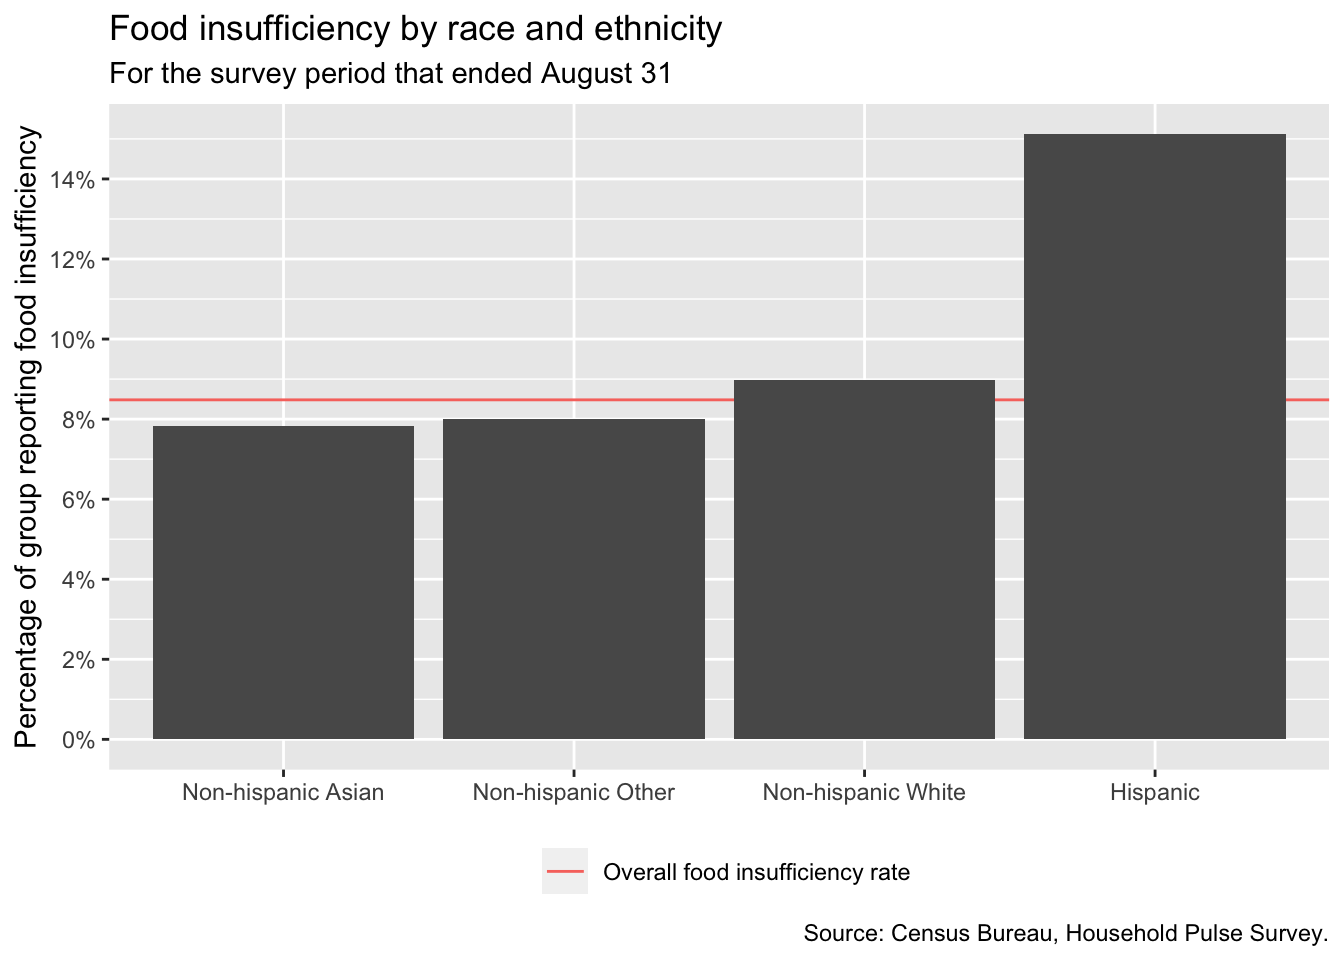 Food insufficiency by race and ethnicity
For the survey period that ended August 31
Percentage of group reporting food insufficiency
14%
12%
10%
8%
6%
4%
2%
0%
Non-hispanic Asian
Non-hispanic Other
Non-hispanic White
Hispanic
Overall food insufficiency rate
Source: Census Bureau, Household Pulse Survey.